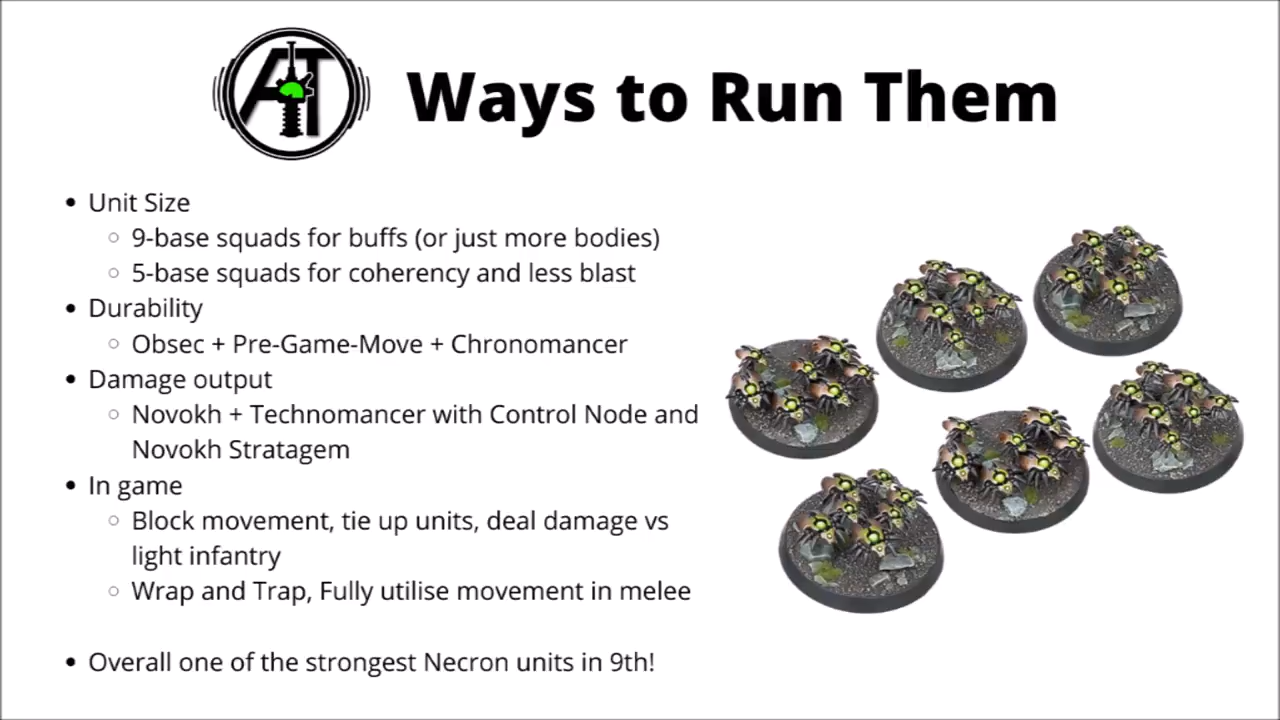 AT
Ways to Run Them
• Unit Size
○ 9-base squads for buffs (or just more bodies)
○ 5-base squads for coherency and less blast
• Durability
○ Obsec + Pre-Game-Move + Chronomancer
• Damage output
○ Novokh + Technomancer with Control Node and
Novokh Stratagem
• In game
○ Block movement, tie up units, deal damage vs
light infantry
○ Wrap and Trap, Fully utilise movement in melee
• Overall one of the strongest Necron units in 9th!